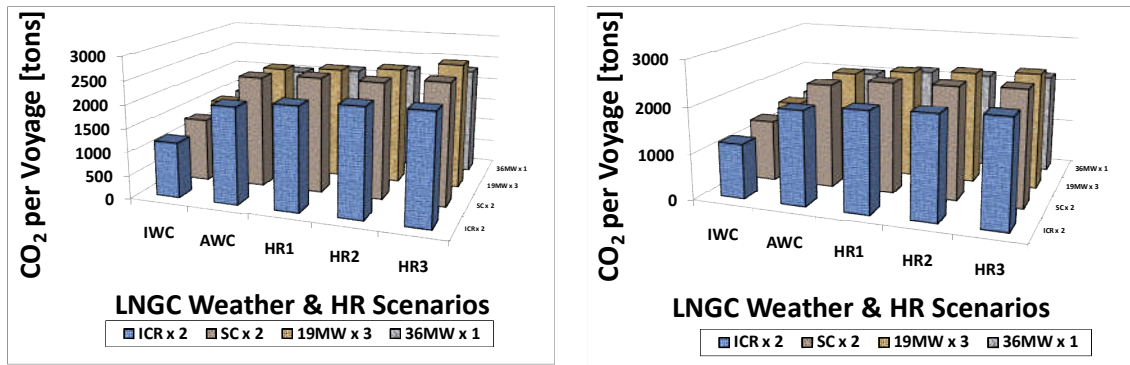 CO2 per Voyage [tons]
3000
2500
2000
1500
1000
500
0
IWC
AWC
HR1
HR2
HR3
36MW x 1
19MW x 3
SC x 2
ICR x 2
LNGC Weather & HR Scenarios
ICR x 2 SC x 2 19MW x 3 36MW x 1
CO2 per Voyage [tons]
3000
2000
1000
0
IWC
AWC
HR1
HR2
HR3
36MW x 1
19MW x 3
SC x 2
ICR x 2
LNGC Weather & HR Scenarios
ICR x 2 SC x 2 19MW x 3 36MW x 1